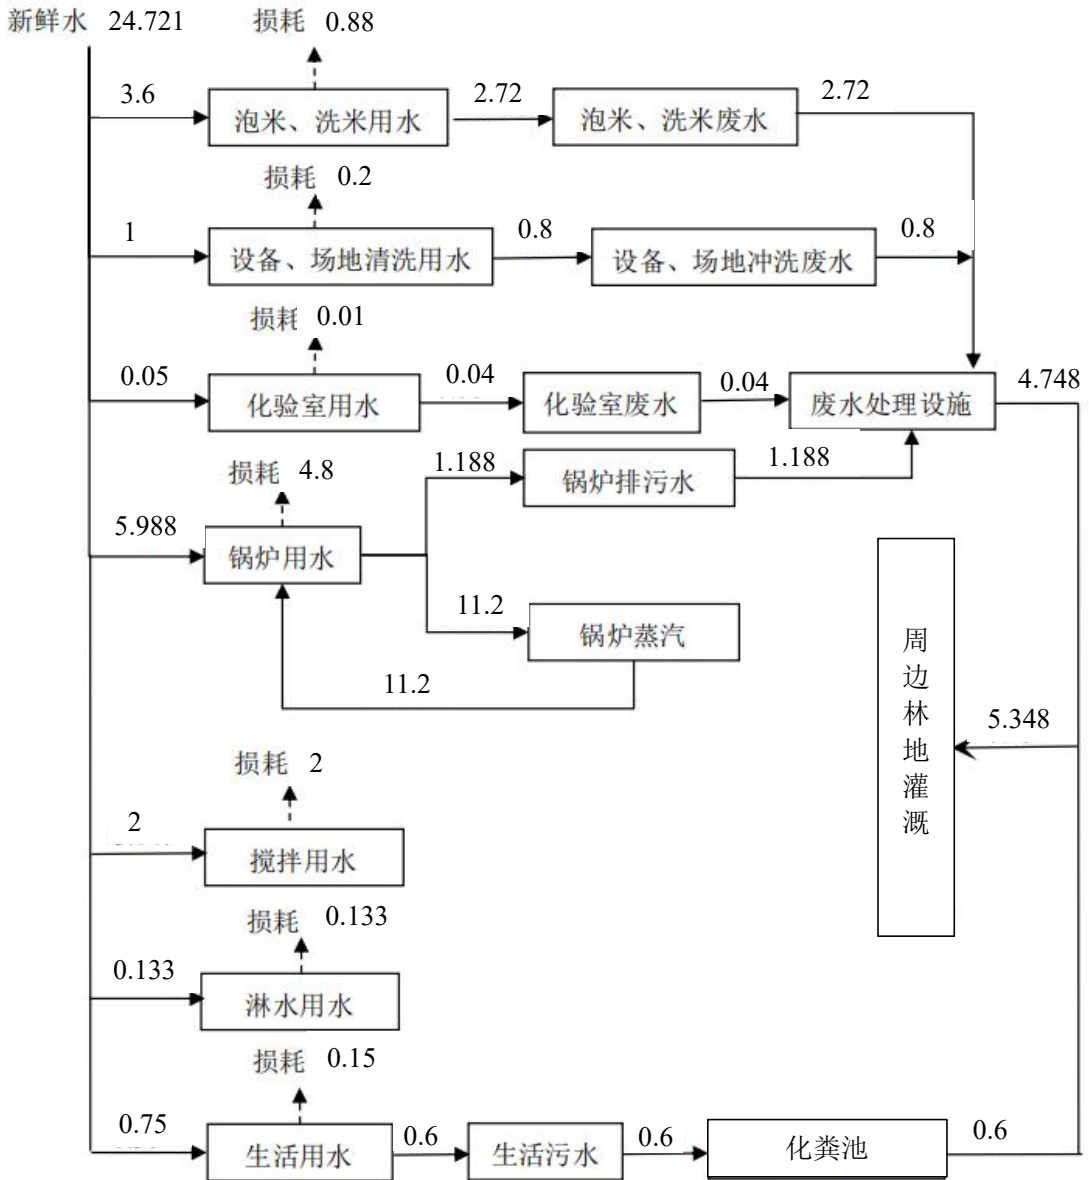 新鲜水 24.721
损耗 0.88
3.6
泡米、洗米用水
2.72
泡米、洗米废水
2.72
损耗 0.2
1
设备、场地清洗用水
0.8
设备、场地冲洗废水
0.8
损耗 0.01
0.05
化验室用水
0.04
化验室废水
0.04
废水处理设施
4.748
损耗 4.8
5.988
锅炉用水
1.188
锅炉排污水
1.188
11.2
锅炉蒸汽
11.2
周边林地灌溉
5.348
损耗 2
2
搅拌用水
损耗 0.133
0.133
淋水用水
损耗 0.15
0.75
生活用水
0.6
生活污水
0.6
化粪池
0.6